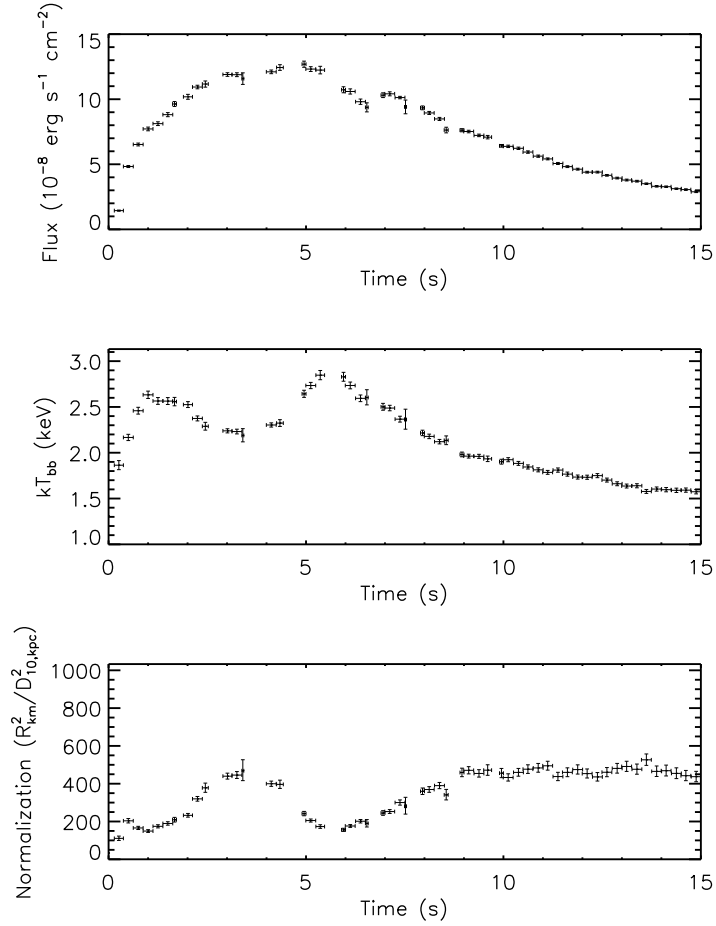 15
10
5
0
Flux (10⁻⁸ erg s⁻¹ cm⁻²)
0 5 10 15
Time (s)
3.0
2.5
2.0
1.5
1.0
kT_bb (keV)
0 5 10 15
Time (s)
1000
800
600
400
200
0
Normalization (R²_km/D²_10,kpc)
0 5 10 15
Time (s)